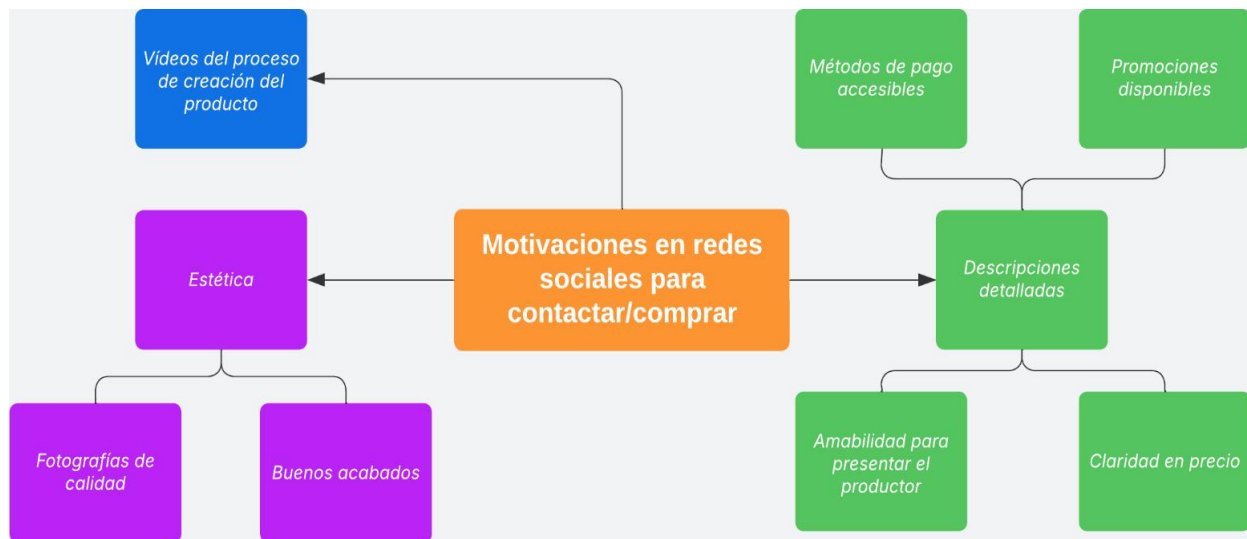 Vídeos del proceso
de creación del
producto
Métodos de pago
accesibles
Promociones
disponibles
Estética
Motivaciones en redes
sociales para
contactar/comprar
Descripciones
detalladas
Fotografías de
calidad
Buenos acabados
Amabilidad para
presentar el
productor
Claridad en precio